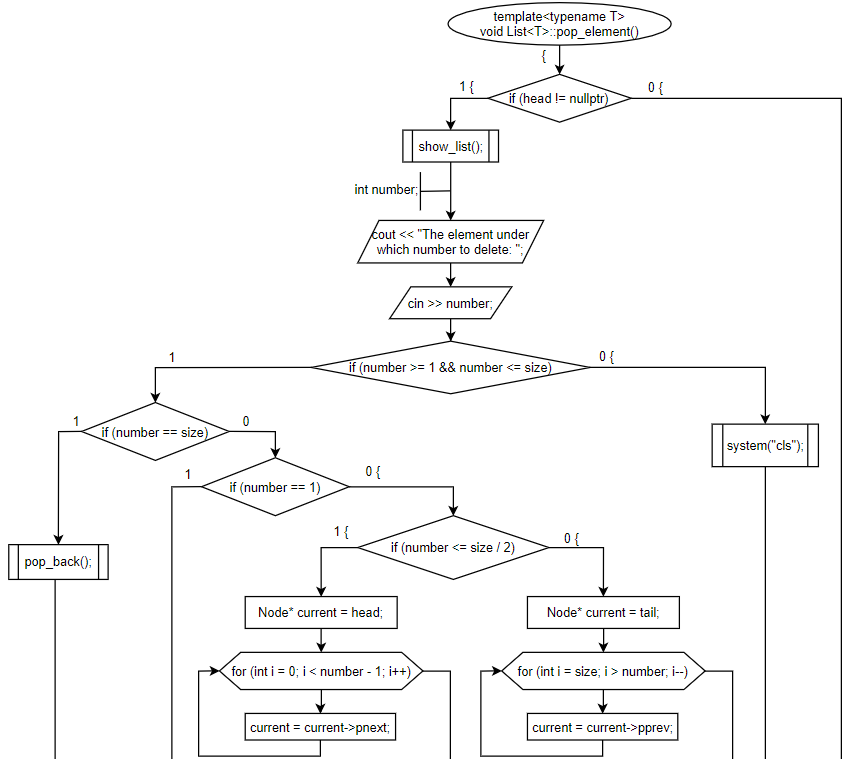 template<typename T>
void List<T>::pop_element()
{
if (head != nullptr)
1 {
0 {
show_list();
int number;
cout << "The element under
which number to delete: ";
cin >> number;
if (number >= 1 && number <= size)
1
0 {
if (number == size)
1
0
system("cls");
if (number == 1)
1
0 {
if (number <= size / 2)
1 {
0 {
pop_back();
Node* current = head;
Node* current = tail;
for (int i = 0; i < number - 1; i++)
for (int i = size; i > number; i--)
current = current->pnext;
current = current->pprev;